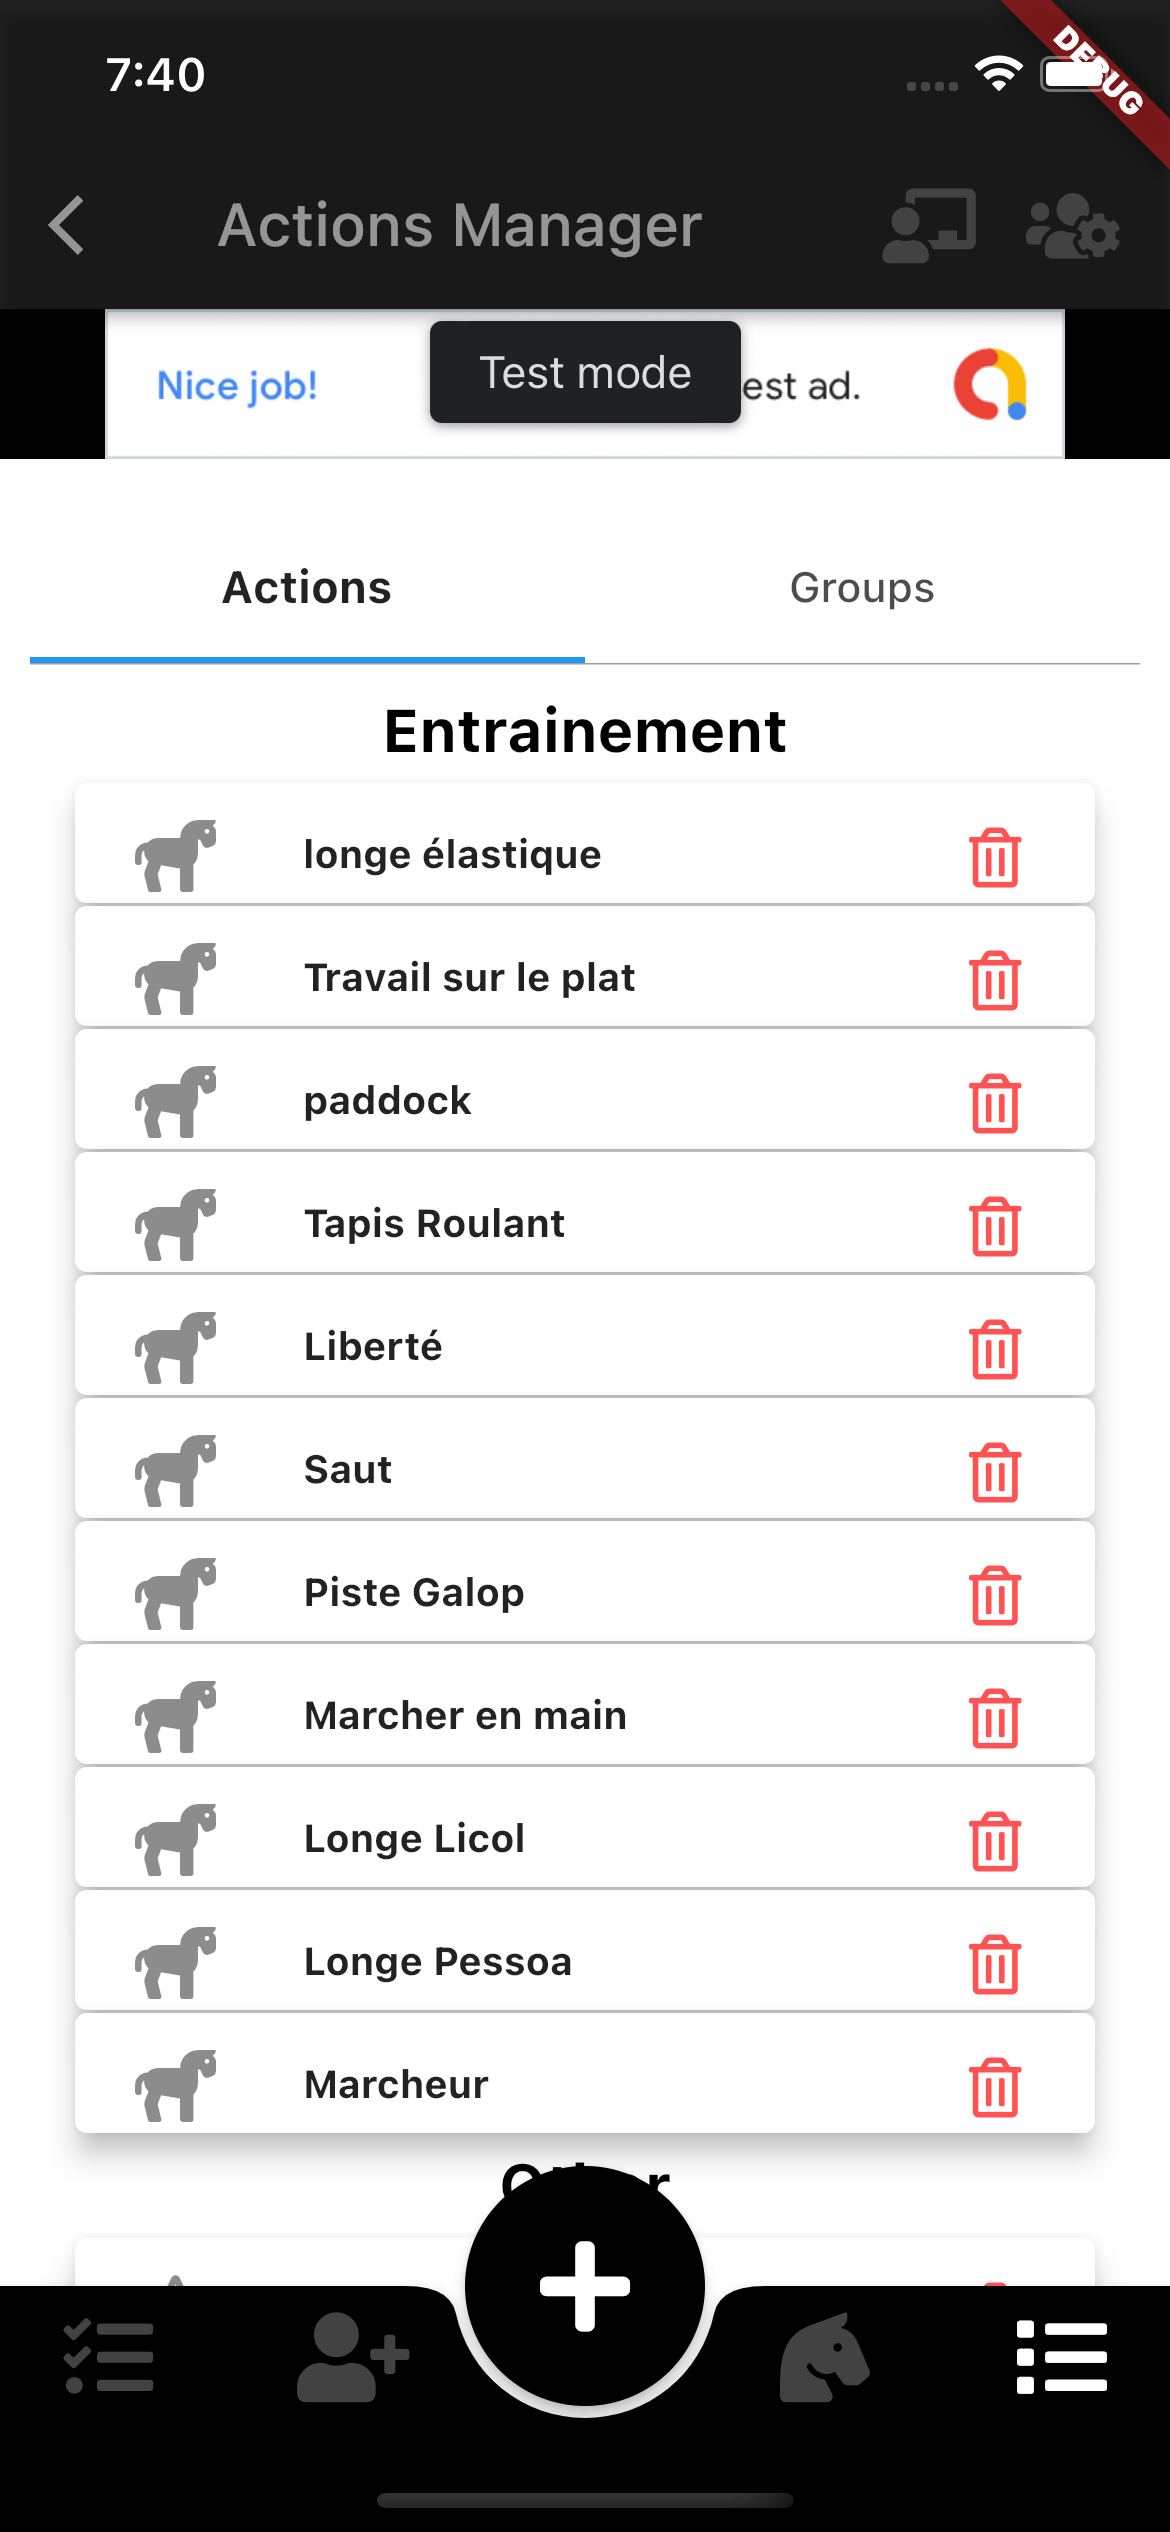 7:40
DEBUG
Actions Manager
Nice job!
Test mode
est ad.
Actions
Groups
Entrainement
longe élastique
Travail sur le plat
paddock
Tapis Roulant
Liberté
Saut
Piste Galop
Marcher en main
Longe Licol
Longe Pessoa
Marcheur